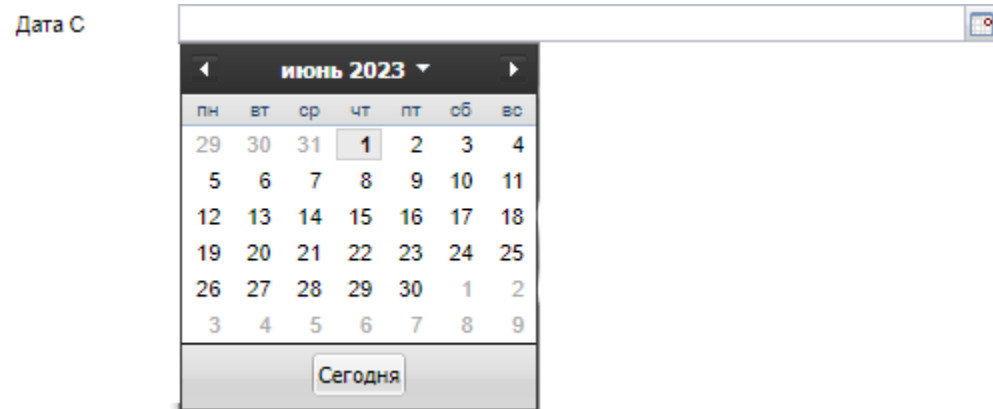 Дата С
июнь 2023
пн вт ср чт пт сб вс
29 30 31 1 2 3 4
5 6 7 8 9 10 11
12 13 14 15 16 17 18
19 20 21 22 23 24 25
26 27 28 29 30 1 2
3 4 5 6 7 8 9
Сегодня